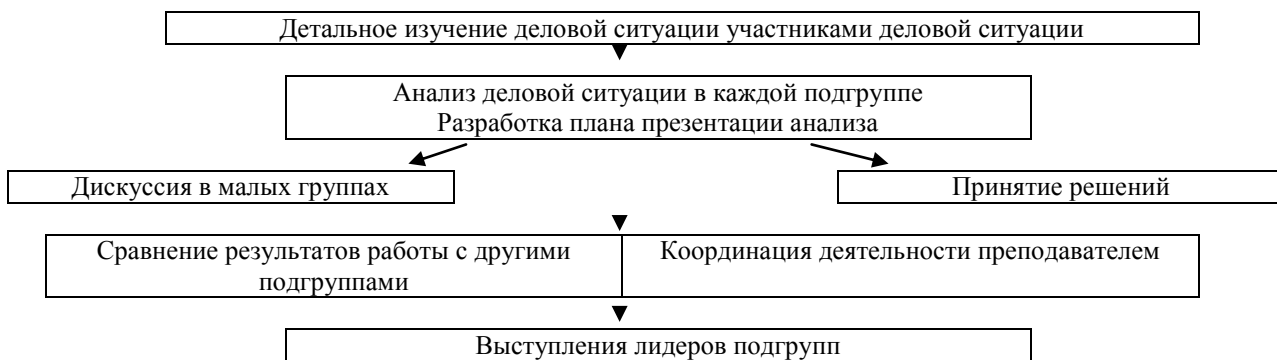 Детальное изучение деловой ситуации участниками деловой ситуации
Анализ деловой ситуации в каждой подгруппе
Разработка плана презентации анализа
Дискуссия в малых группах
Принятие решений
Сравнение результатов работы с другими
подгруппами
Координация деятельности преподавателем
Выступления лидеров подгрупп